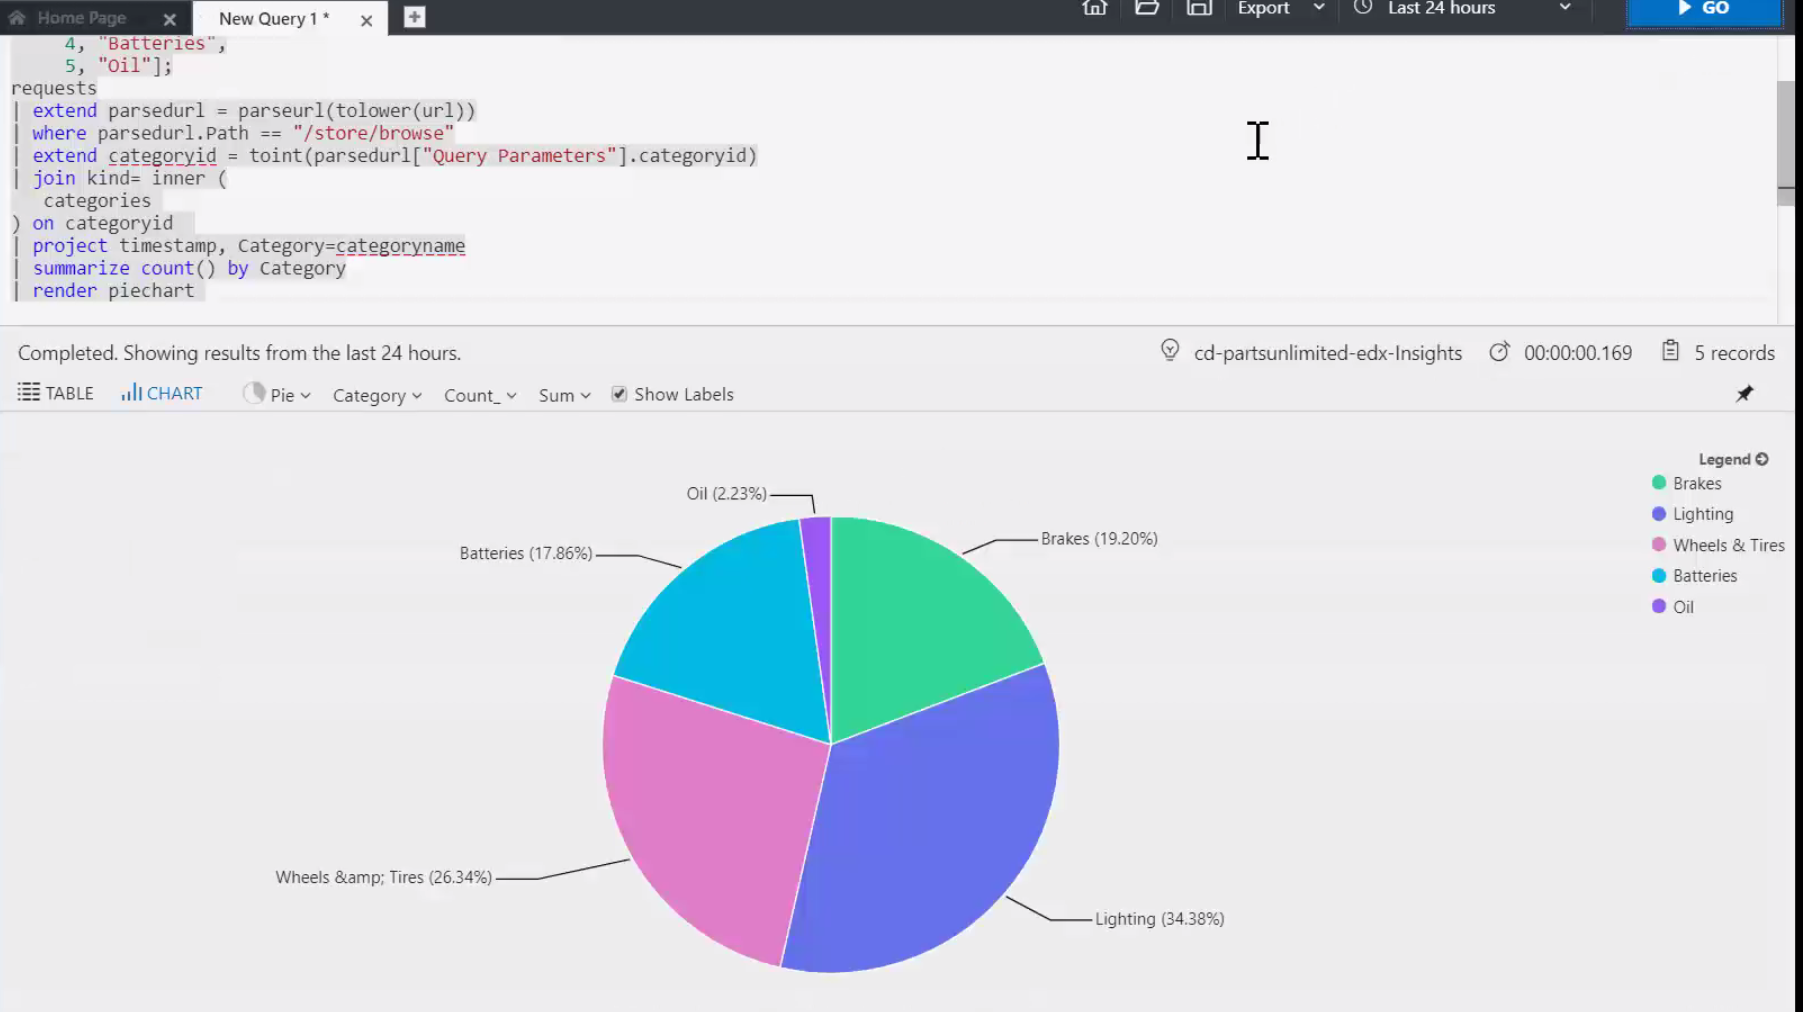 Home Page
New Query 1 *
Export
Last 24 hours
GO
4, "Batteries",
5, "Oil"];
requests
| extend parsedurl = parseurl(tolower(url))
| where parsedurl.Path == "/store/browse"
| extend categoryid = toint(parsedurl["Query Parameters"].categoryid)
| join kind= inner (
categories
) on categoryid
| project timestamp, Category=categoryname
| summarize count() by Category
| render piechart
Completed. Showing results from the last 24 hours.
cd-partsunlimited-edx-Insights
00:00:00.169
5 records
TABLE
CHART
Pie
Category
Count_
Sum
Show Labels
Legend
Brakes
Lighting
Wheels & Tires
Batteries
Oil
Oil (2.23%)
Brakes (19.20%)
Batteries (17.86%)
Wheels &amp; Tires (26.34%)
Lighting (34.38%)